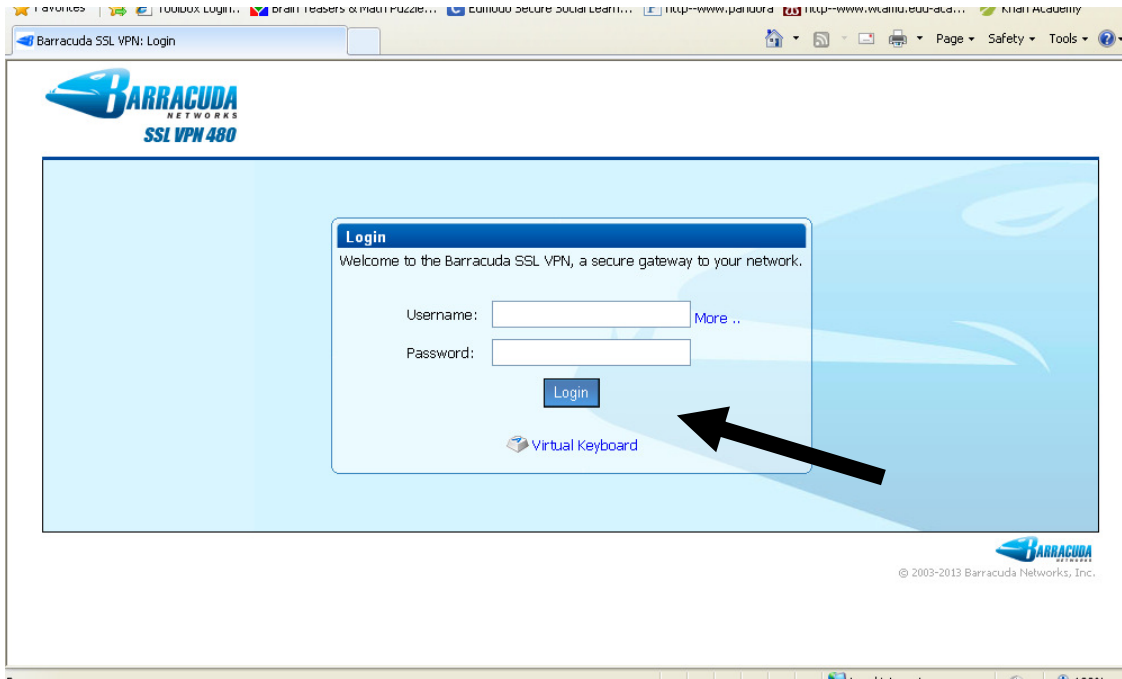 Favorites Toolbox Login.. Brain Teasers & Math Puzzle... Edmodo Secure Social Learn... http--www.pandora http--www.wcamu.edu-aca... Khan Academy
Barracuda SSL VPN: Login Page Safety Tools
BARRACUDA
NETWORKS
SSL VPN 480
Login
Welcome to the Barracuda SSL VPN, a secure gateway to your network.
Username: More ..
Password:
Login
Virtual Keyboard
BARRACUDA
NETWORKS
© 2003-2013 Barracuda Networks, Inc.